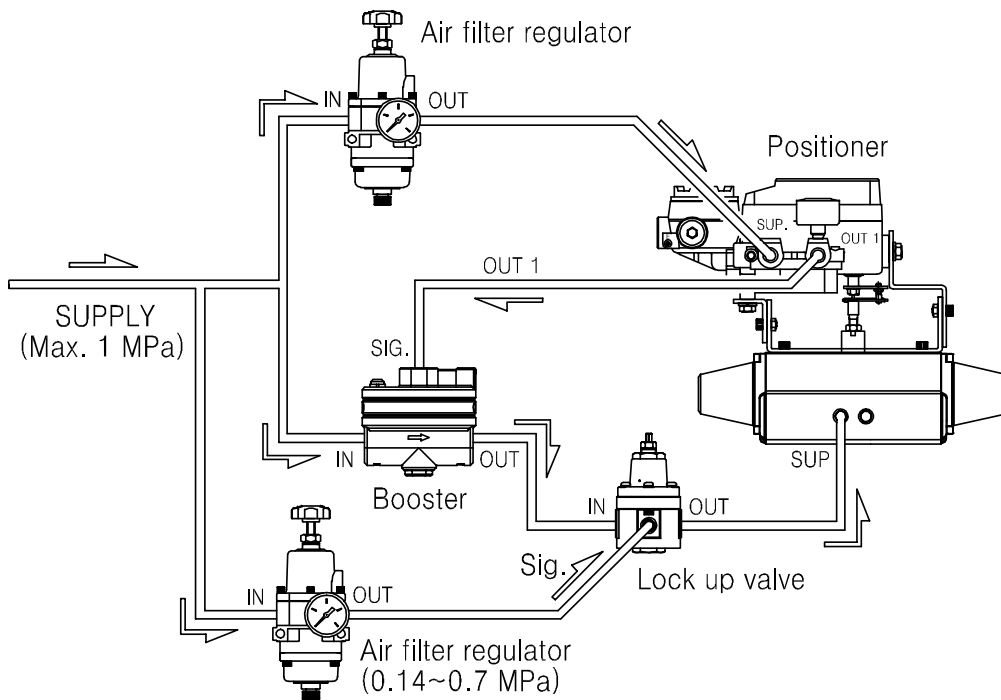 Air filter regulator
IN
OUT
Positioner
SUP.
OUT 1
OUT 1
SUPPLY
(Max. 1 MPa)
SIG.
IN
OUT
Booster
SUP
IN
OUT
Sig.
Lock up valve
IN
OUT
Air filter regulator
(0.14~0.7 MPa)